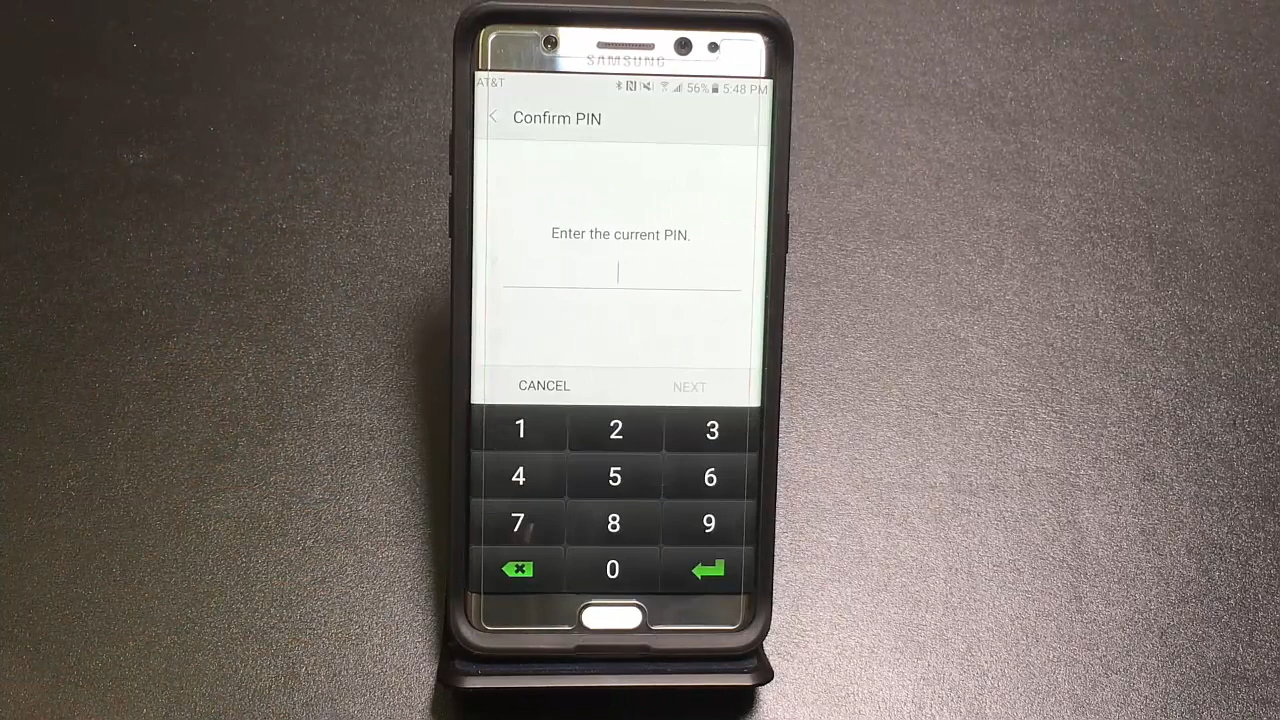 SAMSUNG
AT&T 56% 5:48 PM
Confirm PIN
Enter the current PIN.
CANCEL NEXT
1 2 3
4 5 6
7 8 9
0